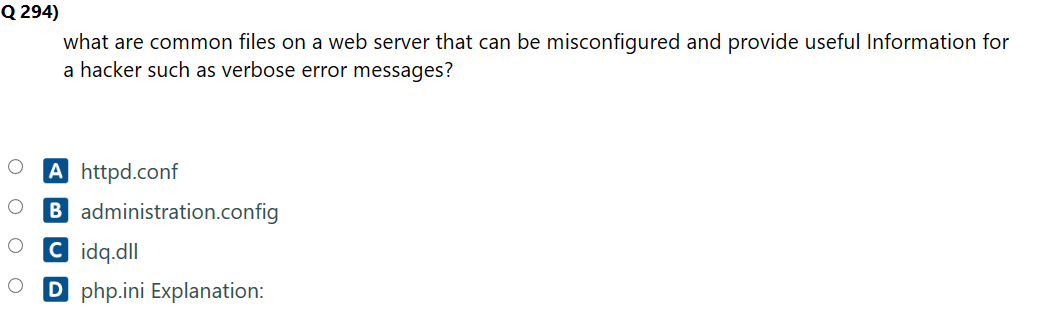 Q 294)
what are common files on a web server that can be misconfigured and provide useful Information for
a hacker such as verbose error messages?
A httpd.conf
B administration.config
C idq.dll
D php.ini Explanation: